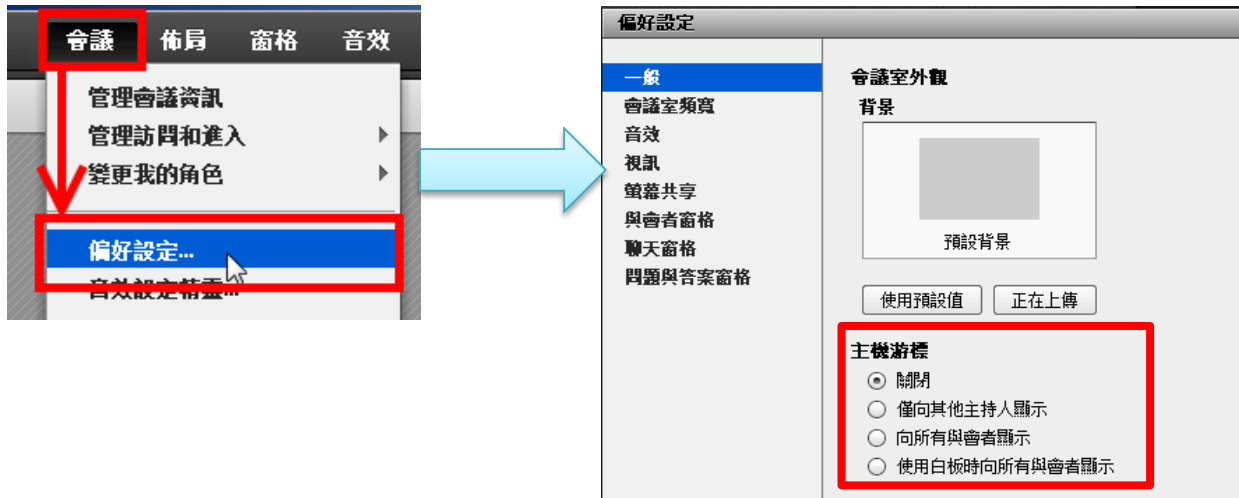 會議 佈局 窗格 音效
管理會議資訊
管理訪問和進入
變更我的角色
偏好設定...
音效設定精靈...
偏好設定
一般
會議室頻寬
音效
視訊
螢幕共享
與會者窗格
聊天窗格
問題與答案窗格
會議室外觀
背景
預設背景
使用預設值 正在上傳
主機游標
關閉
僅向其他主持人顯示
向所有與會者顯示
使用白板時向所有與會者顯示